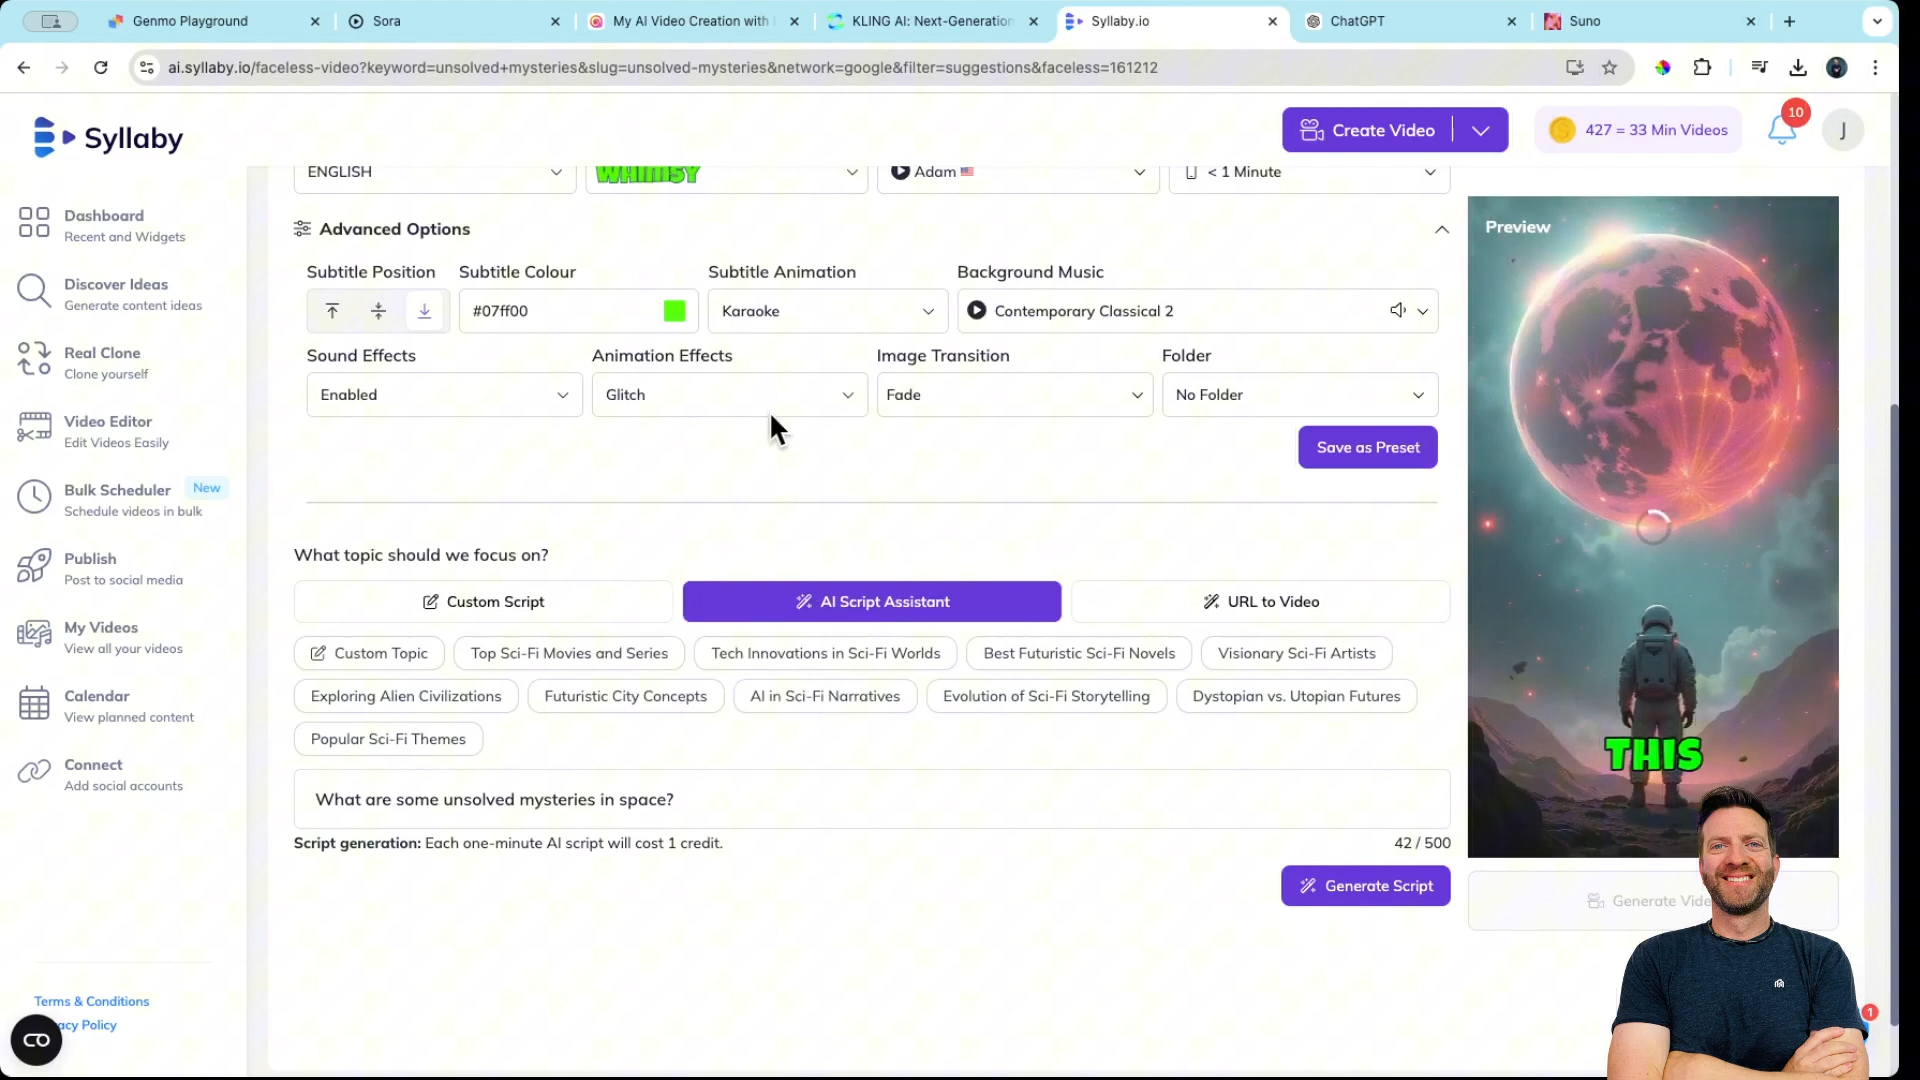 Genmo Playground
Sora
My AI Video Creation with
KLING AI: Next-Generation
Syllaby.io
ChatGPT
Suno
ai.syllaby.io/faceless-video?keyword=unsolved+mysteries&slug=unsolved-mysteries&network=google&filter=suggestions&faceless=161212
Syllaby
Create Video
427 = 33 Min Videos
10
J
ENGLISH
WHIMSY
Adam
< 1 Minute
Dashboard
Recent and Widgets
Discover Ideas
Generate content ideas
Real Clone
Clone yourself
Video Editor
Edit Videos Easily
Bulk Scheduler
New
Schedule videos in bulk
Publish
Post to social media
My Videos
View all your videos
Calendar
View planned content
Connect
Add social accounts
Terms & Conditions
acy Policy
Advanced Options
Subtitle Position
Subtitle Colour
Subtitle Animation
Background Music
#07ff00
Karaoke
Contemporary Classical 2
Sound Effects
Animation Effects
Image Transition
Folder
Enabled
Glitch
Fade
No Folder
Save as Preset
What topic should we focus on?
Custom Script
AI Script Assistant
URL to Video
Custom Topic
Top Sci-Fi Movies and Series
Tech Innovations in Sci-Fi Worlds
Best Futuristic Sci-Fi Novels
Visionary Sci-Fi Artists
Exploring Alien Civilizations
Futuristic City Concepts
AI in Sci-Fi Narratives
Evolution of Sci-Fi Storytelling
Dystopian vs. Utopian Futures
Popular Sci-Fi Themes
What are some unsolved mysteries in space?
Script generation: Each one-minute AI script will cost 1 credit.
42 / 500
Generate Script
Preview
THIS
Generate Vide
1